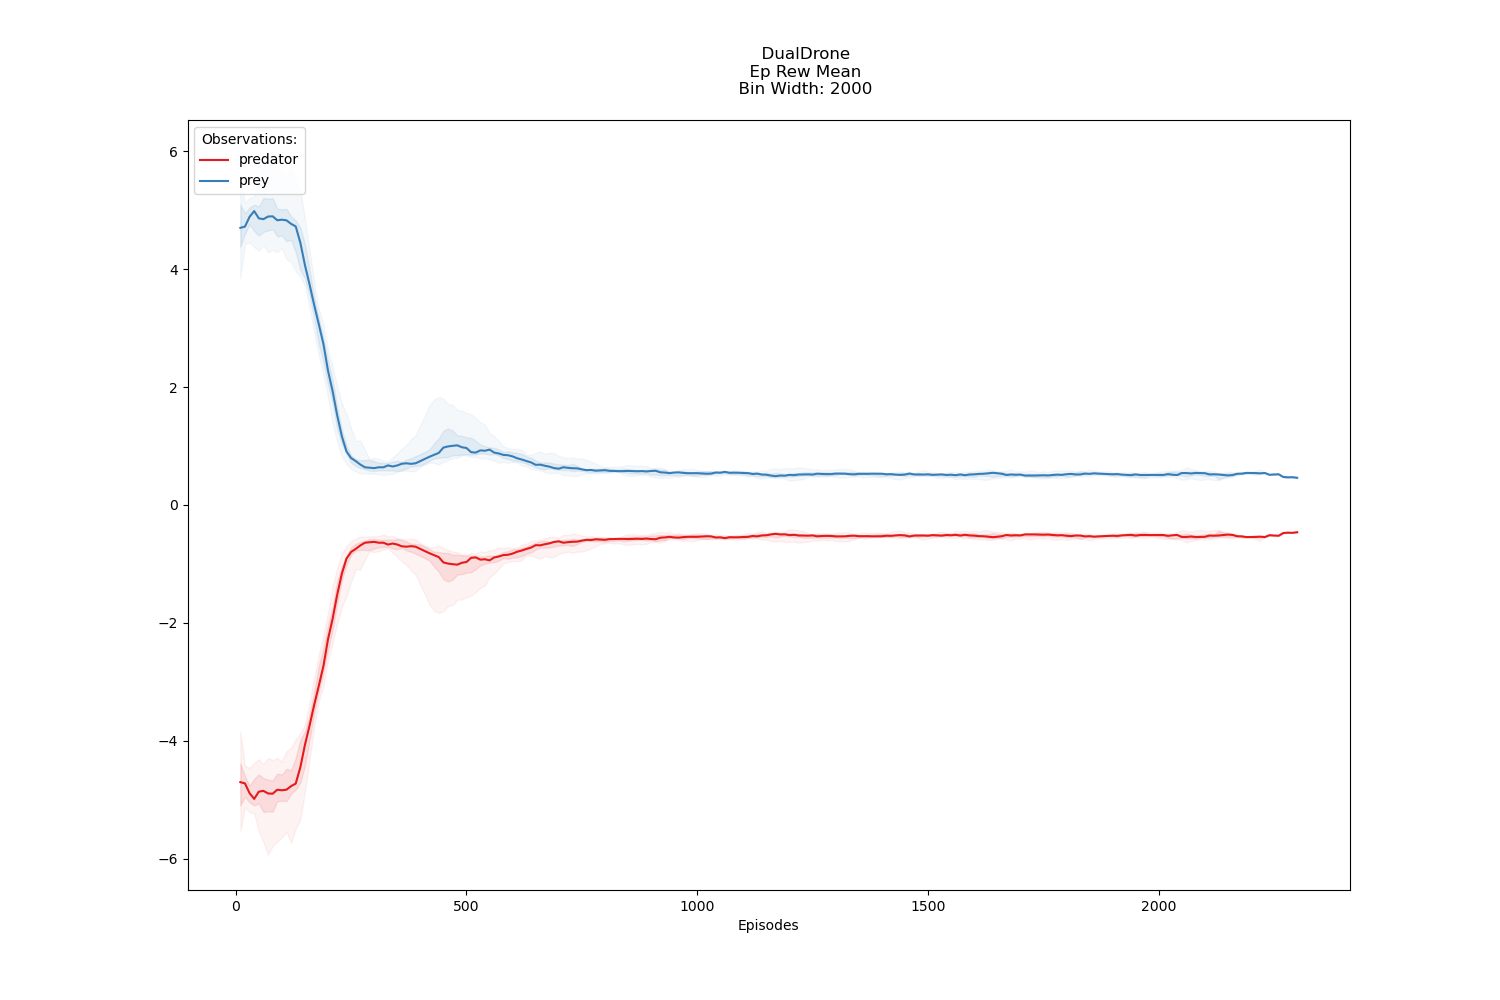 DualDrone
Ep Rew Mean
Bin Width: 2000
Observations:
predator
prey
6
4
2
0
−2
−4
−6
0 500 1000 1500 2000
Episodes